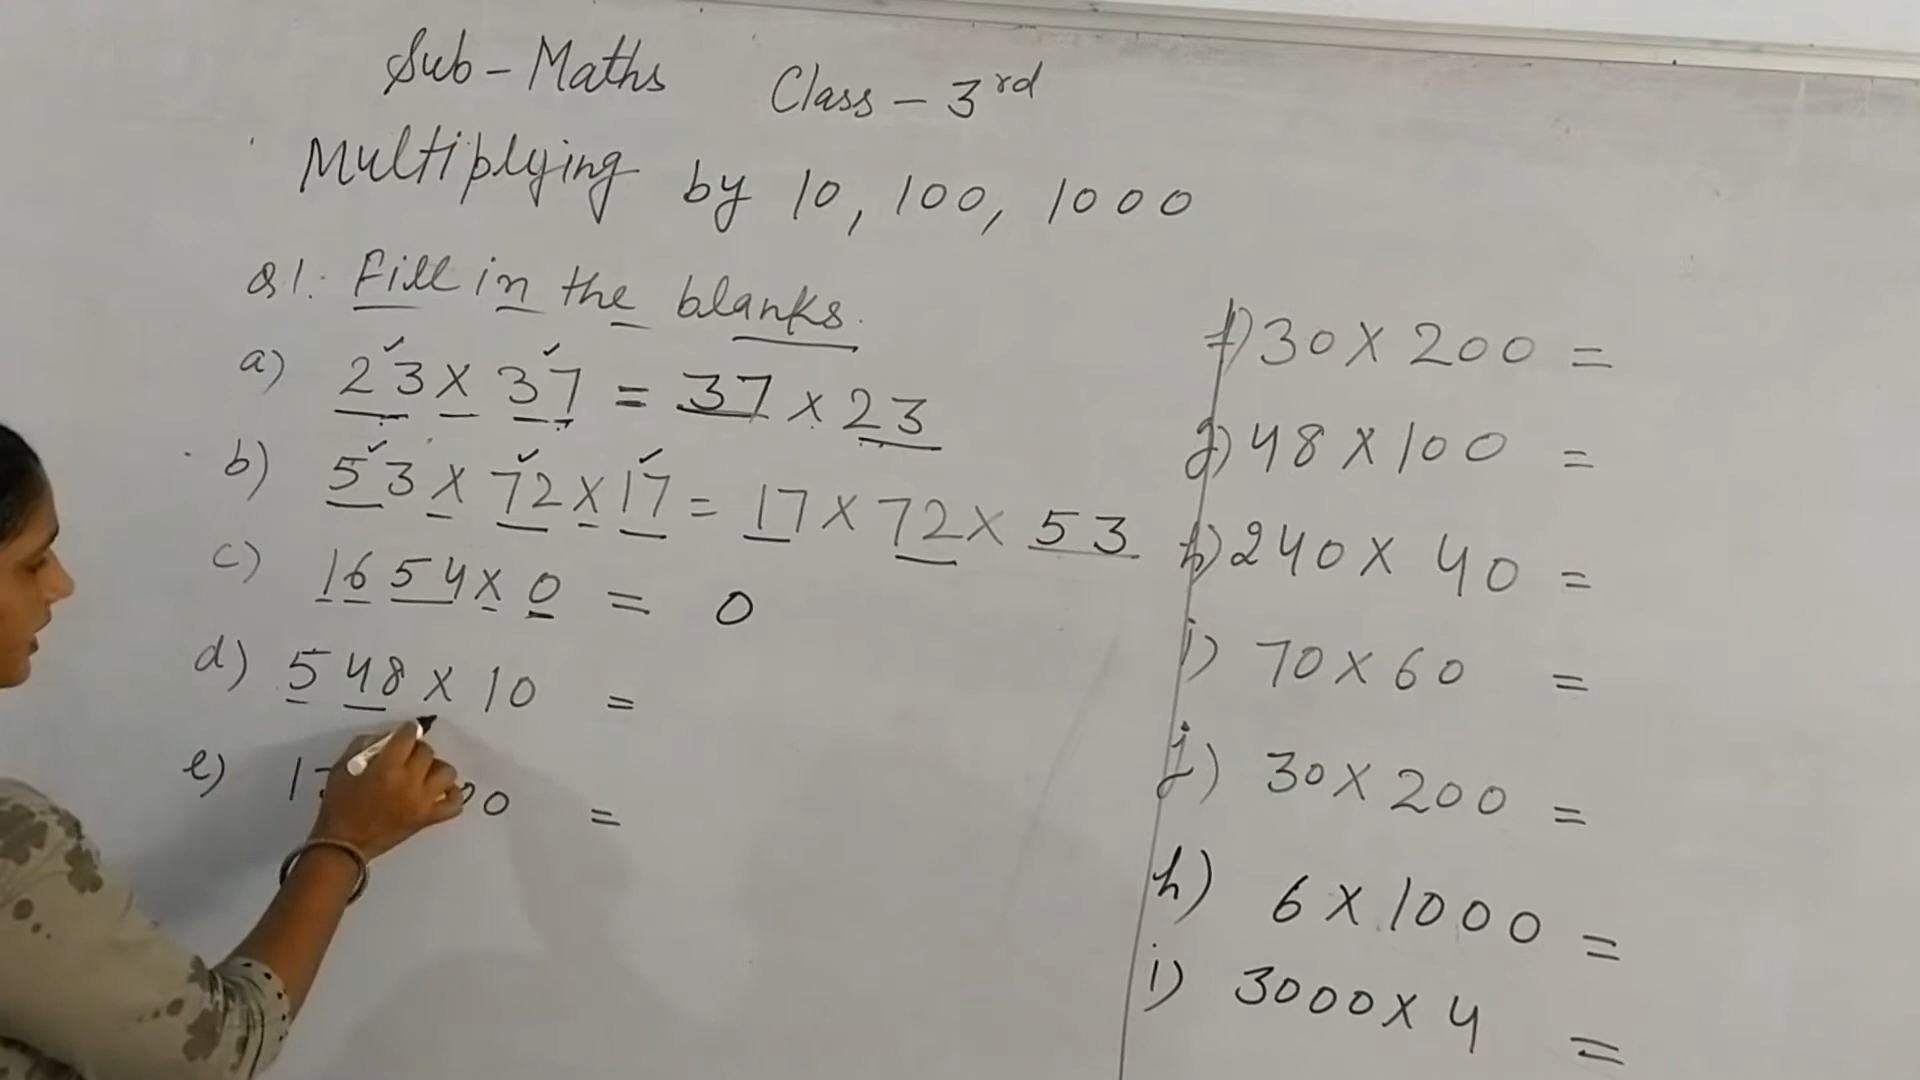 Sub - Maths Class - 3rd
Multiplying by 10, 100, 1000
Q1. Fill in the blanks.
a) 23 x 37 = 37 x 23
b) 53 x 72 x 17 = 17 x 72 x 53
c) 1654 x 0 = 0
d) 548 x 10 =
e) =
f) 30 x 200 =
g) 48 x 100 =
h) 240 x 40 =
i) 70 x 60 =
j) 30 x 200 =
h) 6 x 1000 =
i) 3000 x 4 =